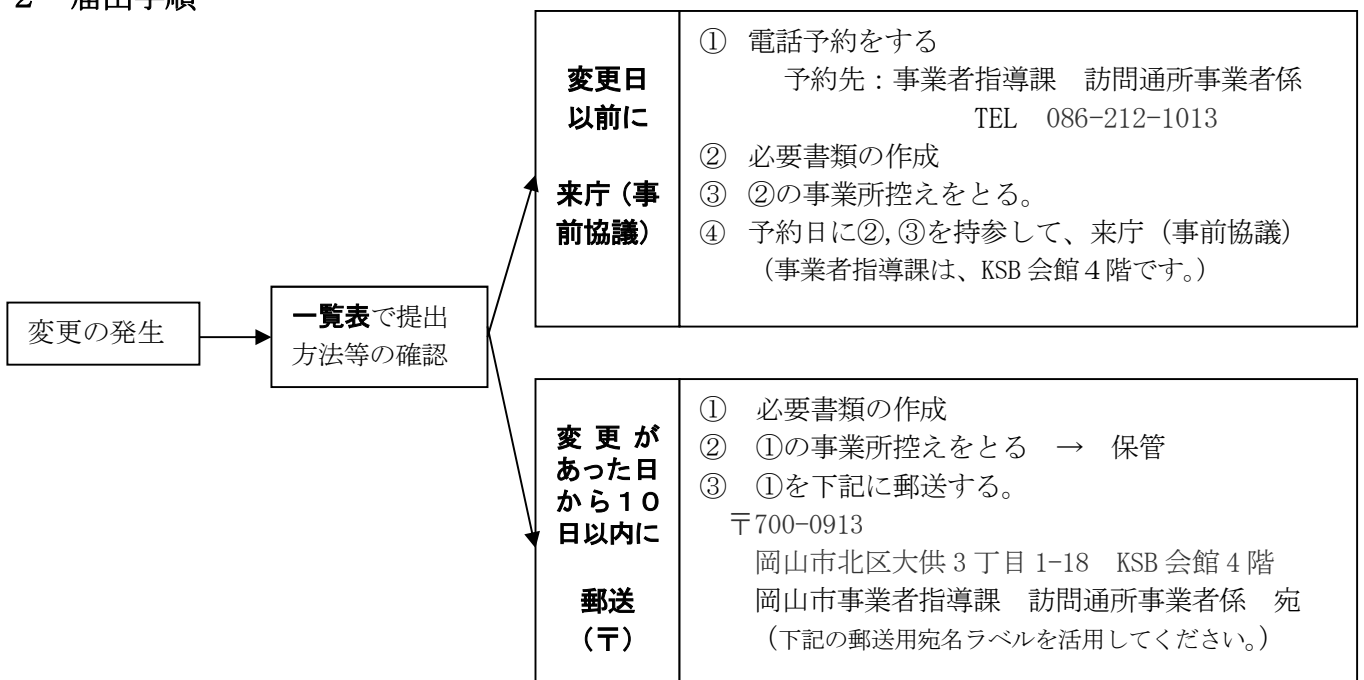 ２　届出手順
変更の発生
一覧表で提出
方法等の確認
変更日
以前に
来庁（事
前協議）
①　電話予約をする
予約先：事業者指導課　訪問通所事業者係
TEL　086-212-1013
②　必要書類の作成
③　②の事業所控えをとる。
④　予約日に②,③を持参して、来庁（事前協議）
（事業者指導課は、KSB会館４階です。）
変更が
あった日
から１０
日以内に
郵送
（〒）
①　必要書類の作成
②　①の事業所控えをとる　→　保管
③　①を下記に郵送する。
〒700-0913
岡山市北区大供3丁目1-18　KSB会館4階
岡山市事業者指導課　訪問通所事業者係　宛
（下記の郵送用宛名ラベルを活用してください。）